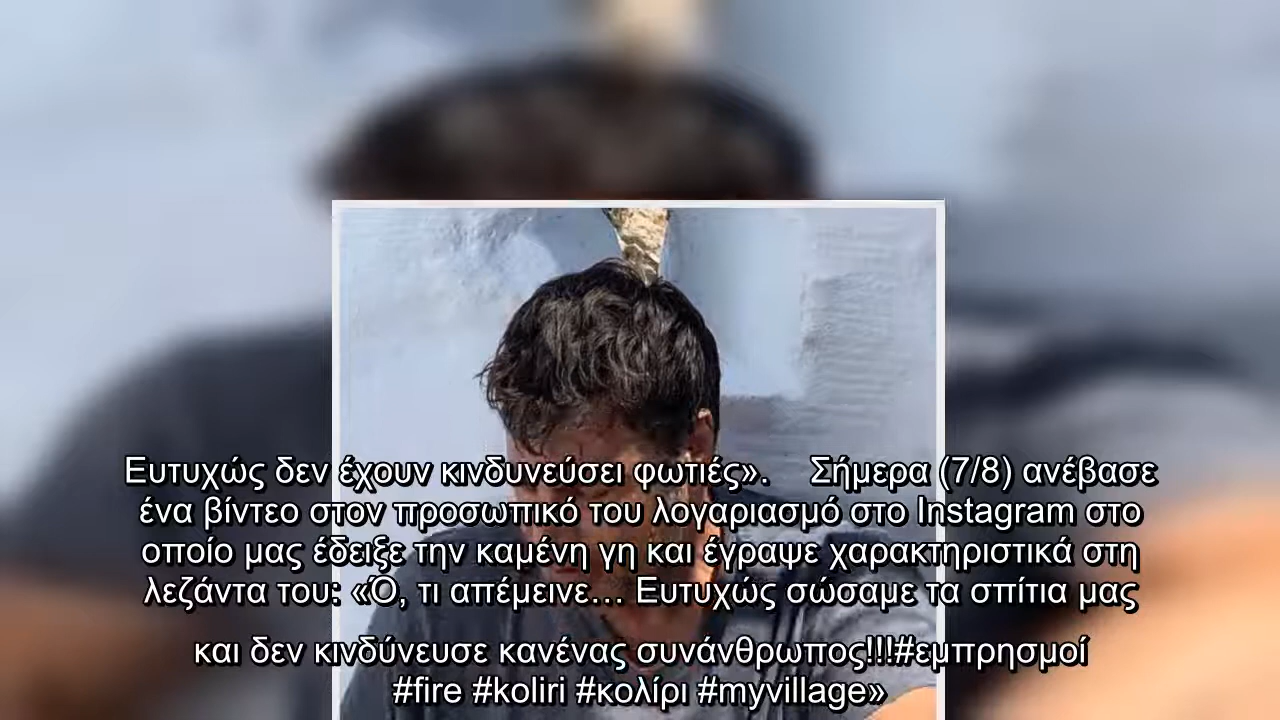 Ευτυχώς δεν έχουν κινδυνεύσει φωτιές».    Σήμερα (7/8) ανέβασε
ένα βίντεο στον προσωπικό του λογαριασμό στο Instagram στο
οποίο μας έδειξε την καμένη γη και έγραψε χαρακτηριστικά στη
λεζάντα του: «Ό, τι απέμεινε… Ευτυχώς σώσαμε τα σπίτια μας
και δεν κινδύνευσε κανένας συνάνθρωπος!!!#εμπρησμοί
#fire #koliri #κολίρι #myvillage»